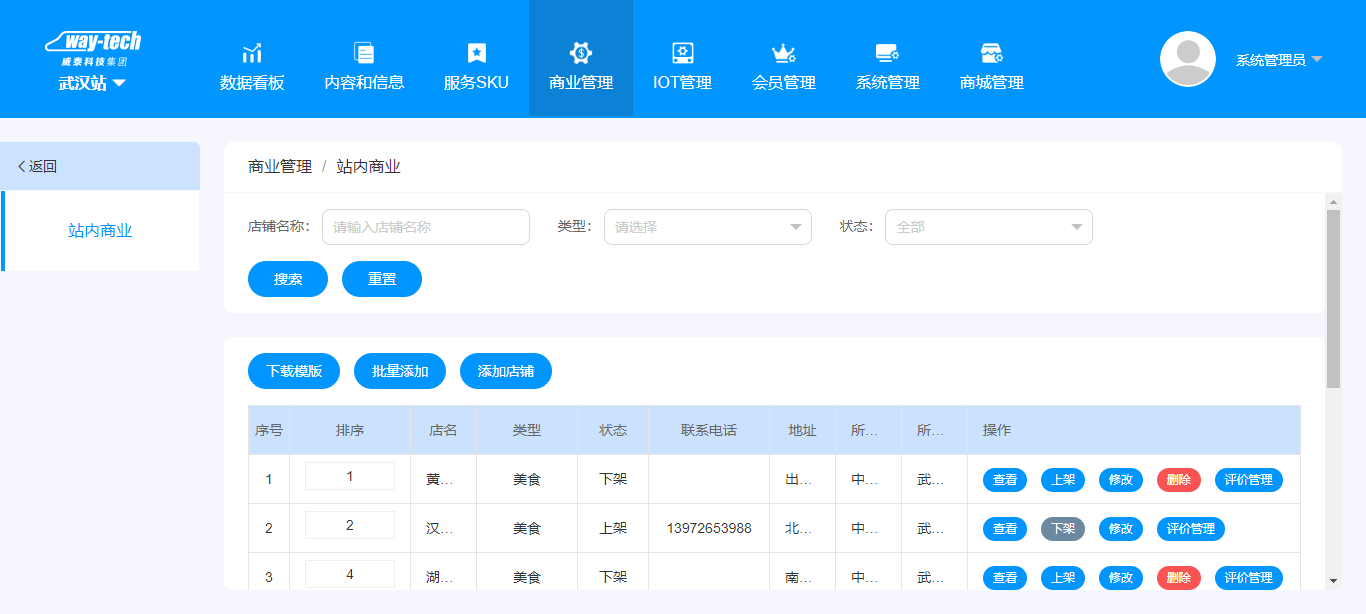 way-tech
威泰科技集团
武汉站
数据看板
内容和信息
服务SKU
商业管理
IOT管理
会员管理
系统管理
商城管理
系统管理员
返回
站内商业
商业管理 / 站内商业
店铺名称: 请输入店铺名称 类型: 请选择 状态: 全部
搜索 重置
下载模版 批量添加 添加店铺
序号 排序 店名 类型 状态 联系电话 地址 所... 所... 操作
1 1 黄... 美食 下架 出... 中... 武... 查看 上架 修改 删除 评价管理
2 2 汉... 美食 上架 13972653988 北... 中... 武... 查看 下架 修改 评价管理
3 4 湖... 美食 下架 南... 中... 武... 查看 上架 修改 删除 评价管理